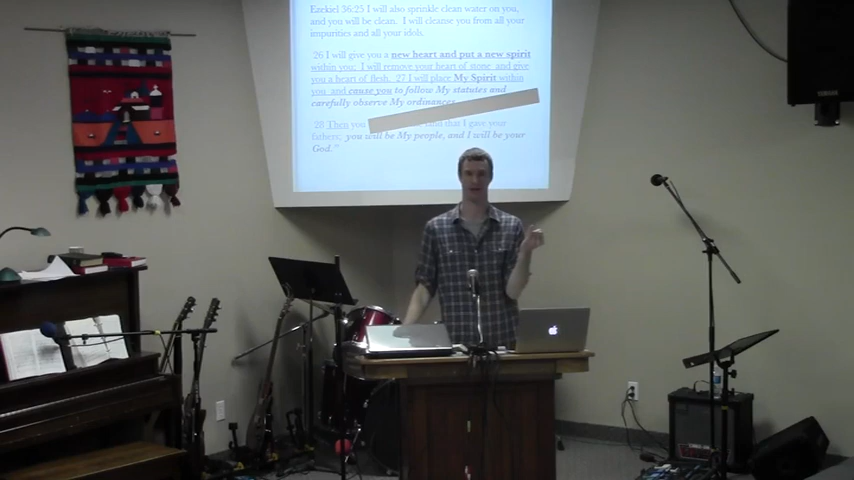 Ezekiel 36:25 I will also sprinkle clean water on you,
and you will be clean. I will cleanse you from all your
impurities and all your idols.
26 I will give you a new heart and put a new spirit
within you; I will remove your heart of stone and give
you a heart of flesh. 27 I will place My Spirit within
you and cause you to follow My statutes and
carefully observe My ordinances.
28 Then you that I gave your
fathers; you will be My people, and I will be your
God."
YAMAHA